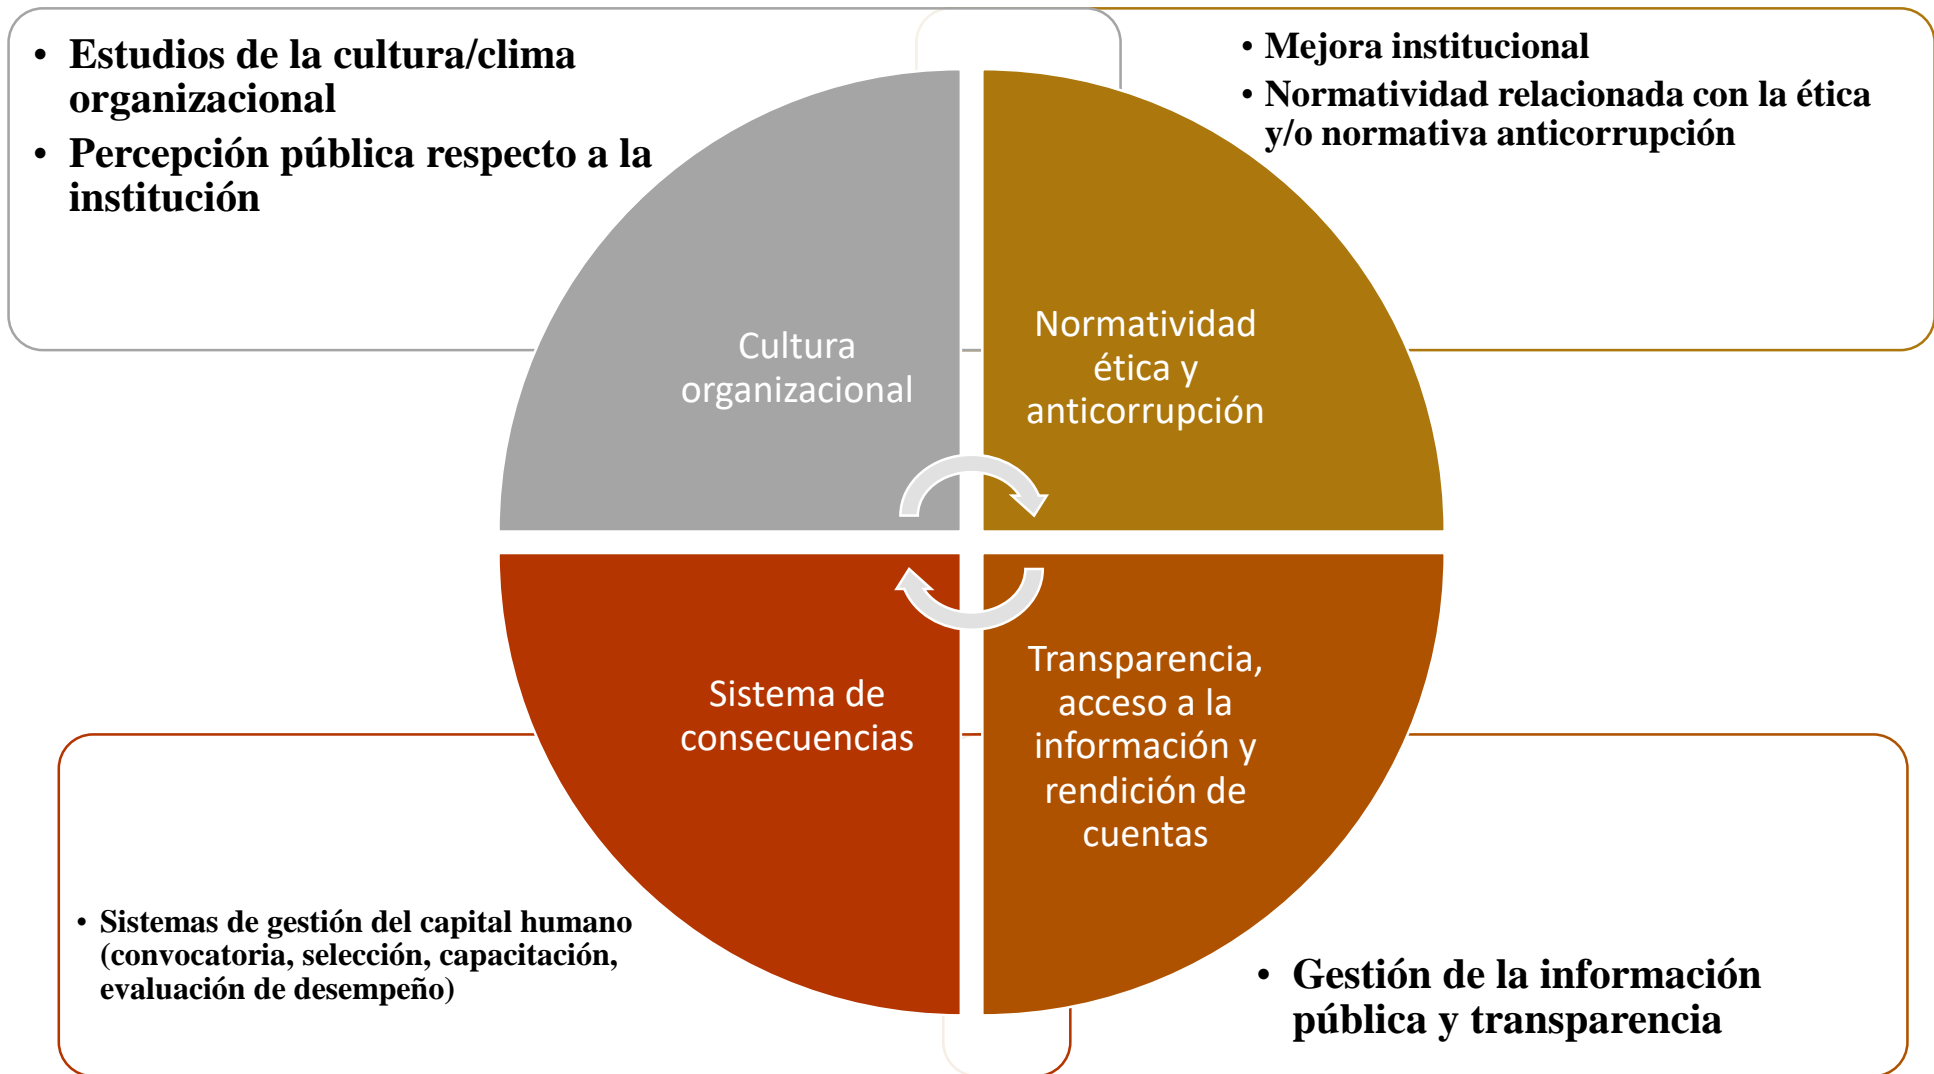 • Estudios de la cultura/clima
organizacional
• Percepción pública respecto a la
institución
• Mejora institucional
• Normatividad relacionada con la ética
y/o normativa anticorrupción
Cultura
organizacional
Normatividad
ética y
anticorrupción
Sistema de
consecuencias
Transparencia,
acceso a la
información y
rendición de
cuentas
• Sistemas de gestión del capital humano
(convocatoria, selección, capacitación,
evaluación de desempeño)
• Gestión de la información
pública y transparencia